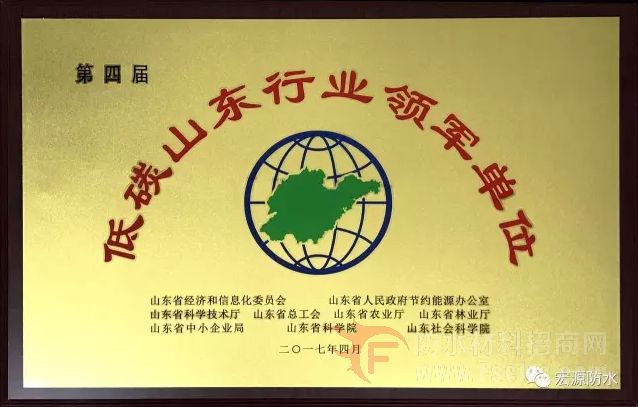 第四届
低碳山东行业领军单位
山东省经济和信息化委员会 山东省人民政府节约能源办公室
山东省科学技术厅 山东省总工会 山东省农业厅 山东省林业厅
山东省中小企业局 山东省科学院 山东社会科学院
二〇一七年四月
防水材料招商网
宏源防水